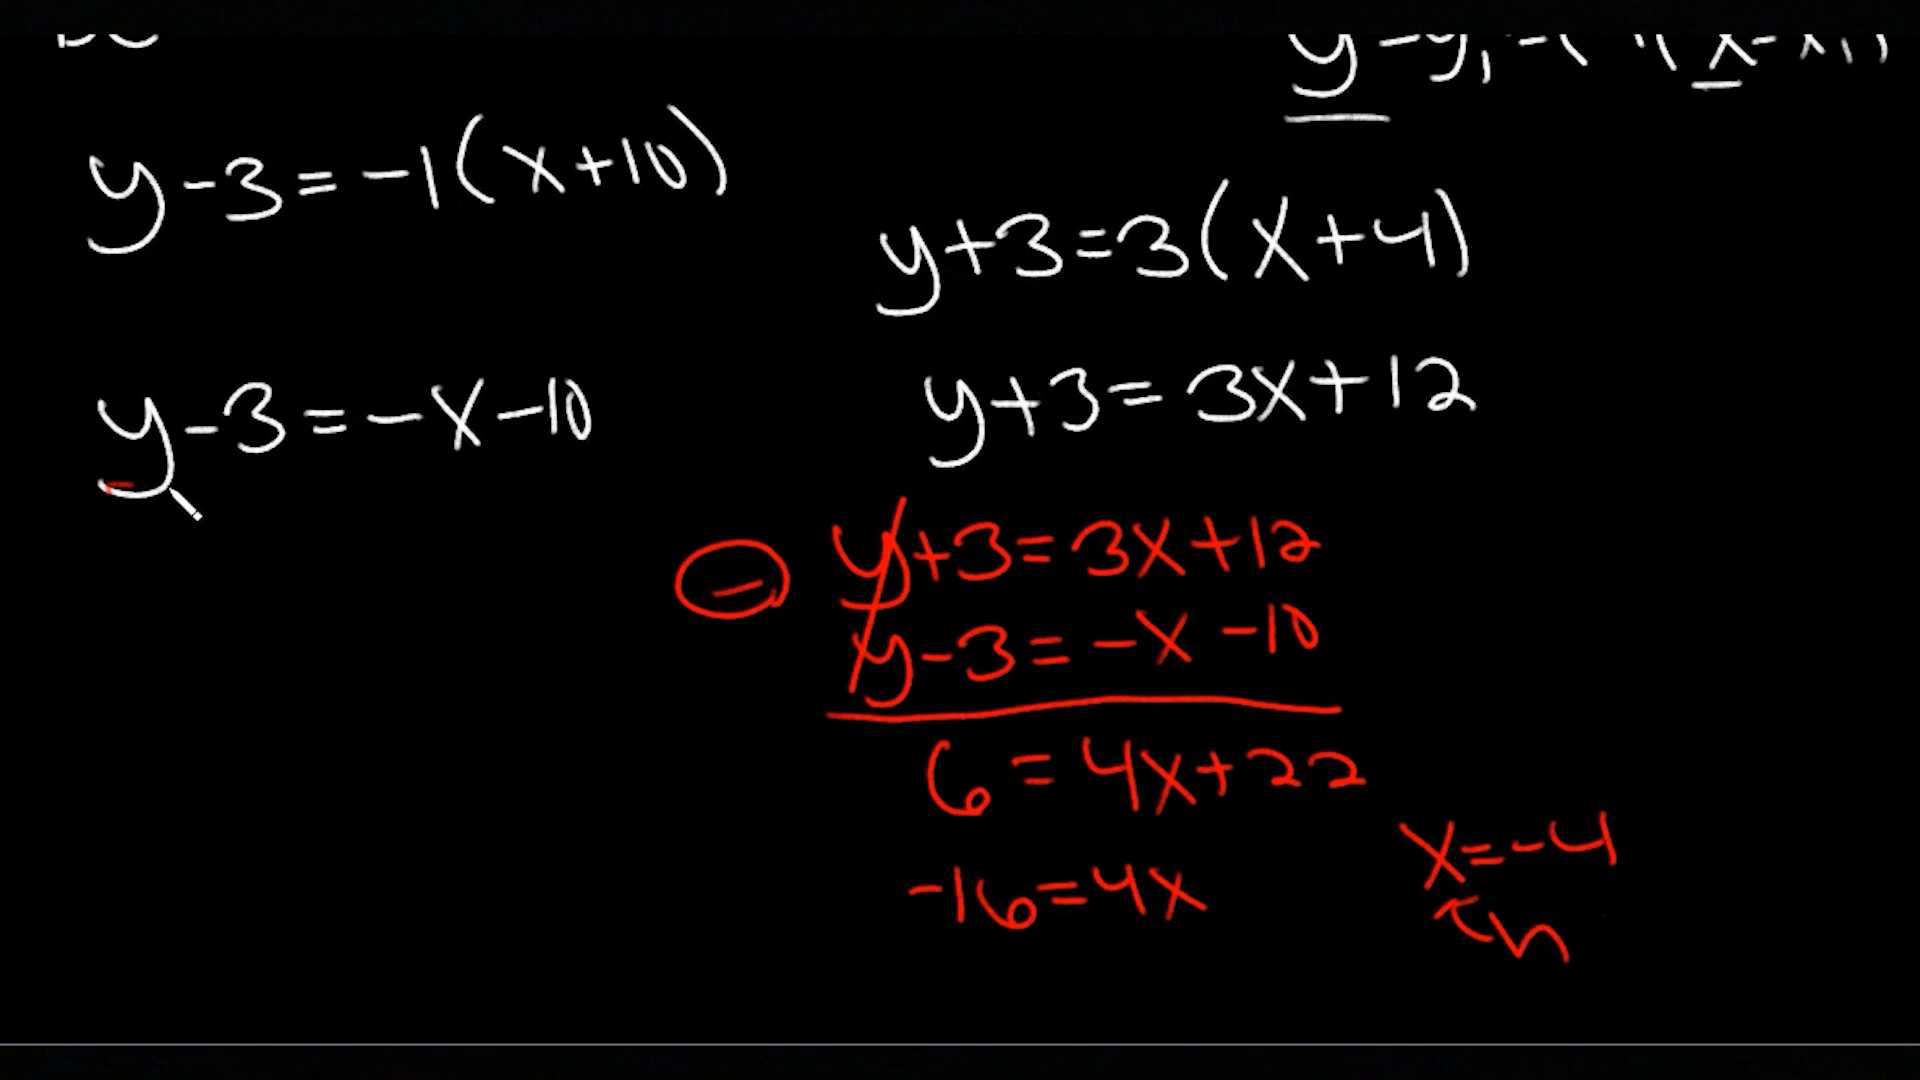 y-3=-1(x+10)
y-3=-x-10
y+3=3(x+4)
y+3=3x+12
y+3=3x+12
y-3=-x-10
6=4x+22
-16=4x
x=-4